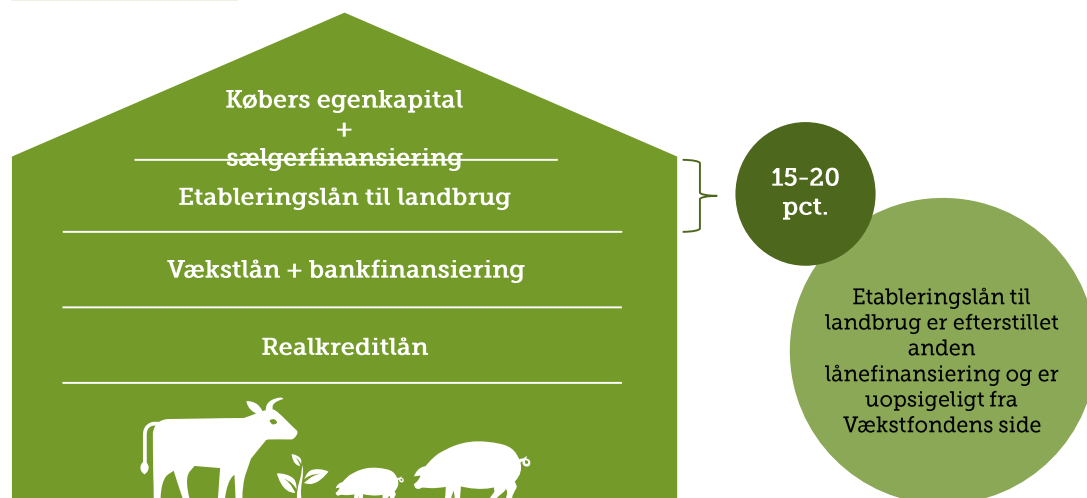 Købers egenkapital
+
sælgerfinansiering
Etableringslån til landbrug
Vækstlån + bankfinansiering
Realkreditlån
15-20
pct.
Etableringslån til
landbrug er efterstillet
anden
lånefinansiering og er
uopsigeligt fra
Vækstfondens side